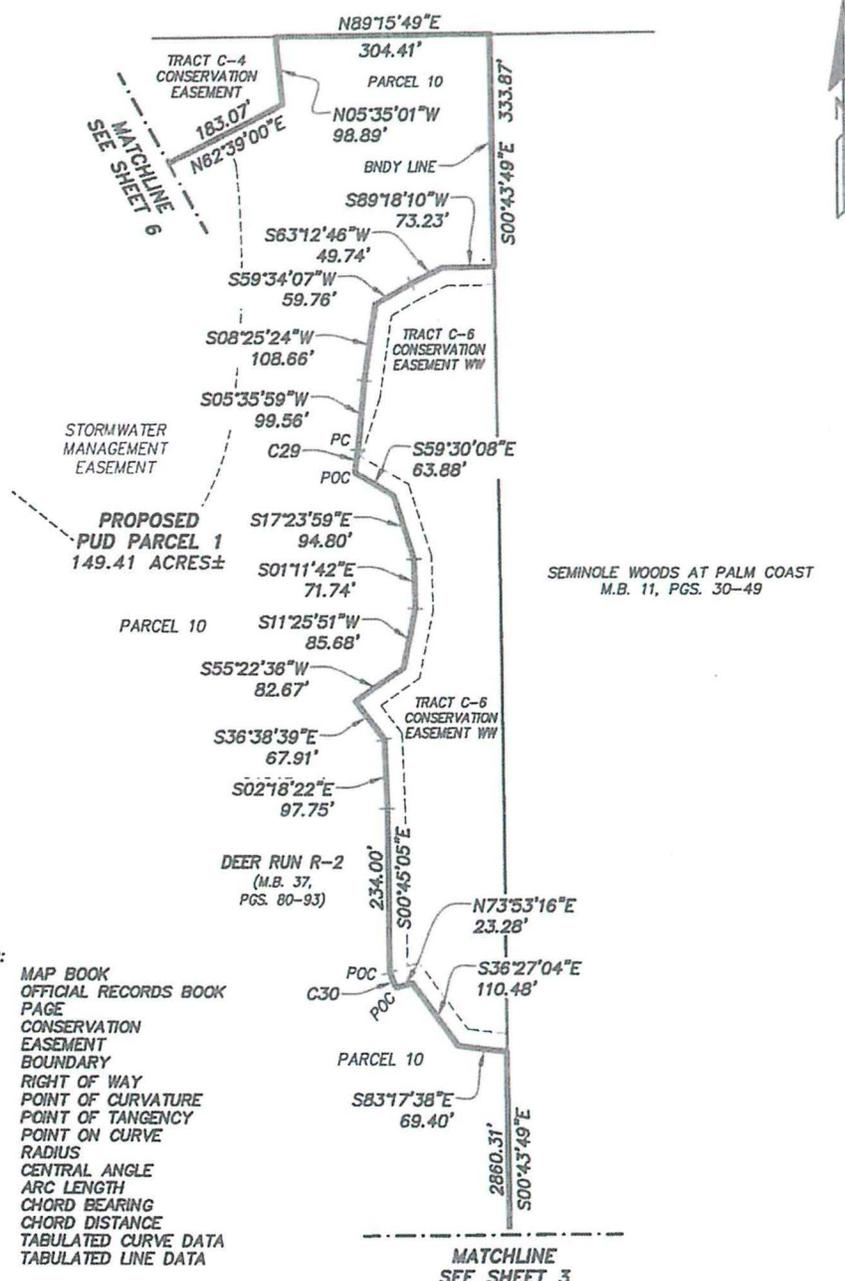 N89°15'49"E
304.41'
TRACT C-4
CONSERVATION
EASEMENT
PARCEL 10
333.87'
S00°43'49"E
N05°35'01"W
98.89'
183.07'
N62°39'00"E
MATCHLINE
SEE SHEET 6
BNDY LINE
S89°18'10"W
73.23'
S63°12'46"W
49.74'
S59°34'07"W
59.76'
TRACT C-6
CONSERVATION
EASEMENT WW
S08°25'24"W
108.66'
S05°35'59"W
99.56'
STORMWATER
MANAGEMENT
EASEMENT
PC
C29
POC
S59°30'08"E
63.88'
PROPOSED
PUD PARCEL 1
149.41 ACRES±
S17°23'59"E
94.80'
S01°11'42"E
71.74'
SEMINOLE WOODS AT PALM COAST
M.B. 11, PGS. 30-49
PARCEL 10
S11°25'51"W
85.68'
S55°22'36"W
82.67'
TRACT C-6
CONSERVATION
EASEMENT WW
S36°38'39"E
67.91'
S02°18'22"E
97.75'
234.00'
S00°45'05"E
DEER RUN R-2
(M.B. 37,
PGS. 80-93)
N73°53'16"E
23.28'
POC
C30
POC
S36°27'04"E
110.48'
PARCEL 10
S83°17'38"E
69.40'
:
MAP BOOK
OFFICIAL RECORDS BOOK
PAGE
CONSERVATION
EASEMENT
BOUNDARY
RIGHT OF WAY
POINT OF CURVATURE
POINT OF TANGENCY
POINT ON CURVE
RADIUS
CENTRAL ANGLE
ARC LENGTH
CHORD BEARING
CHORD DISTANCE
TABULATED CURVE DATA
TABULATED LINE DATA
2860.31'
S00°43'49"E
MATCHLINE
SEE SHEET 3